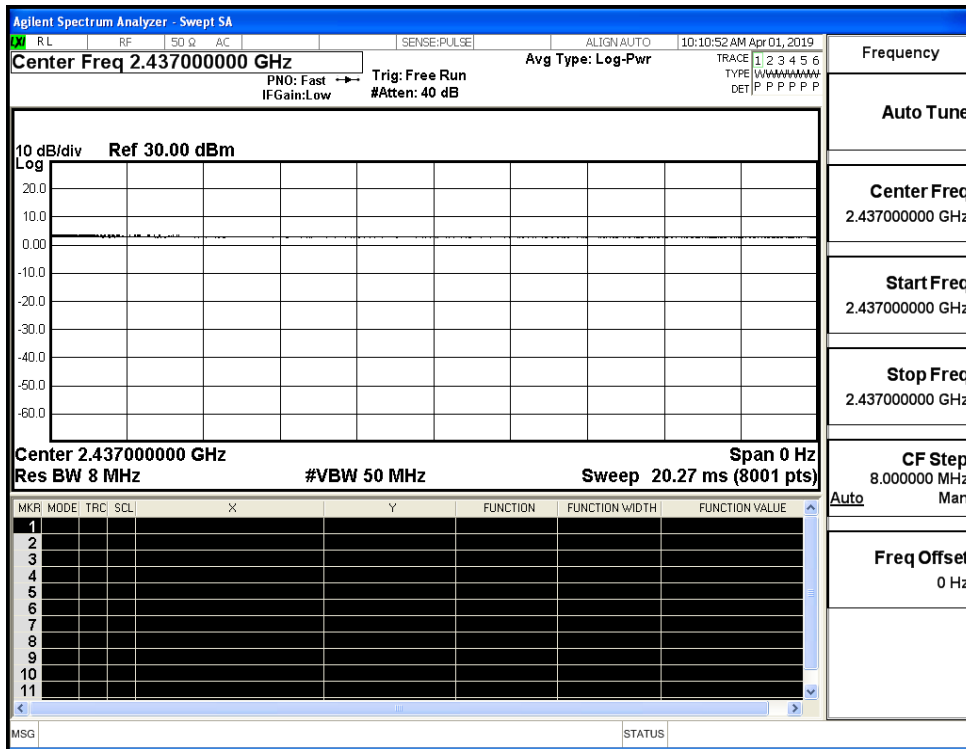 Agilent Spectrum Analyzer - Swept SA
LXI RL RF 50 Ω AC SENSE:PULSE ALIGN AUTO 10:10:52 AM Apr 01, 2019
Center Freq 2.437000000 GHz
PNO: Fast
IFGain:Low
Trig: Free Run
#Atten: 40 dB
Avg Type: Log-Pwr
TRACE 1 2 3 4 5 6
TYPE WWWWWW
DET P P P P P P
10 dB/div Ref 30.00 dBm
Log
20.0
10.0
0.00
-10.0
-20.0
-30.0
-40.0
-50.0
-60.0
Center 2.437000000 GHz Span 0 Hz
Res BW 8 MHz #VBW 50 MHz Sweep 20.27 ms (8001 pts)
MKR MODE TRC SCL X Y FUNCTION FUNCTION WIDTH FUNCTION VALUE
1
2
3
4
5
6
7
8
9
10
11
MSG STATUS
Frequency
Auto Tune
Center Freq
2.437000000 GHz
Start Freq
2.437000000 GHz
Stop Freq
2.437000000 GHz
CF Step
8.000000 MHz
Auto Man
Freq Offset
0 Hz